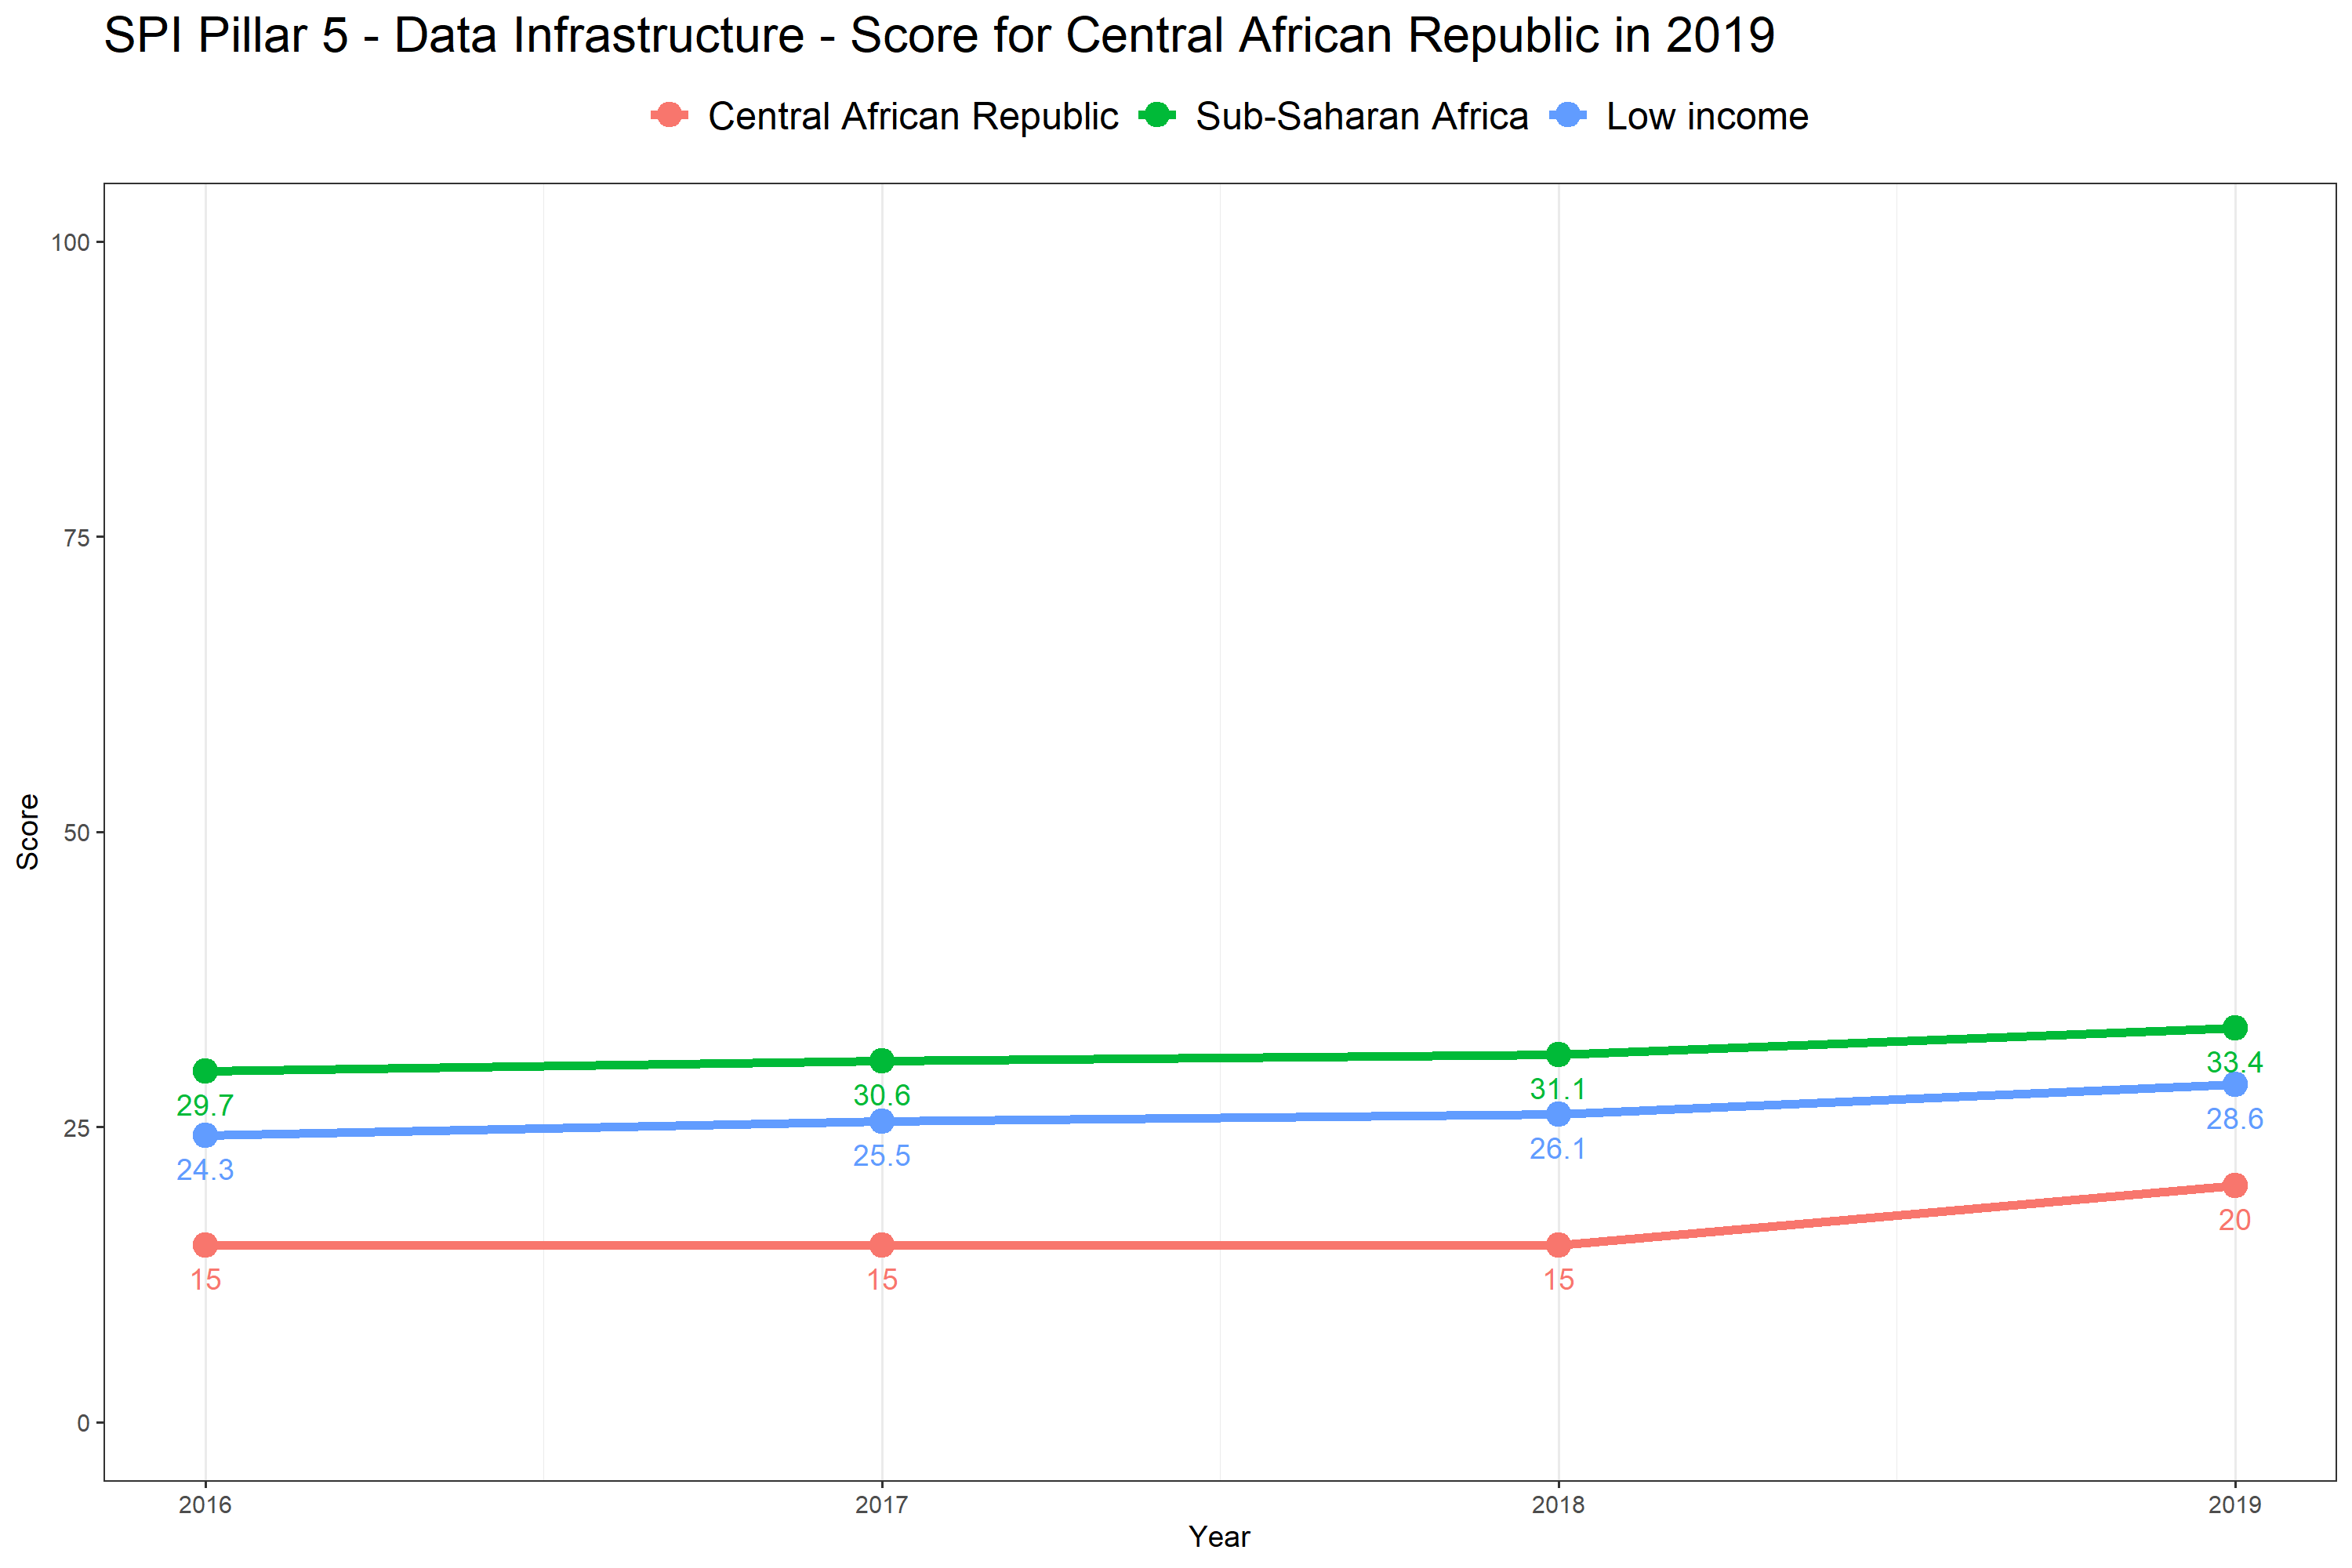 SPI Pillar 5 - Data Infrastructure - Score for Central African Republic in 2019
Central African Republic Sub-Saharan Africa Low income
100
75
50
25
0
Score
29.7 30.6 31.1 33.4
24.3 25.5 26.1 28.6
15 15 15 20
2016 2017 2018 2019
Year